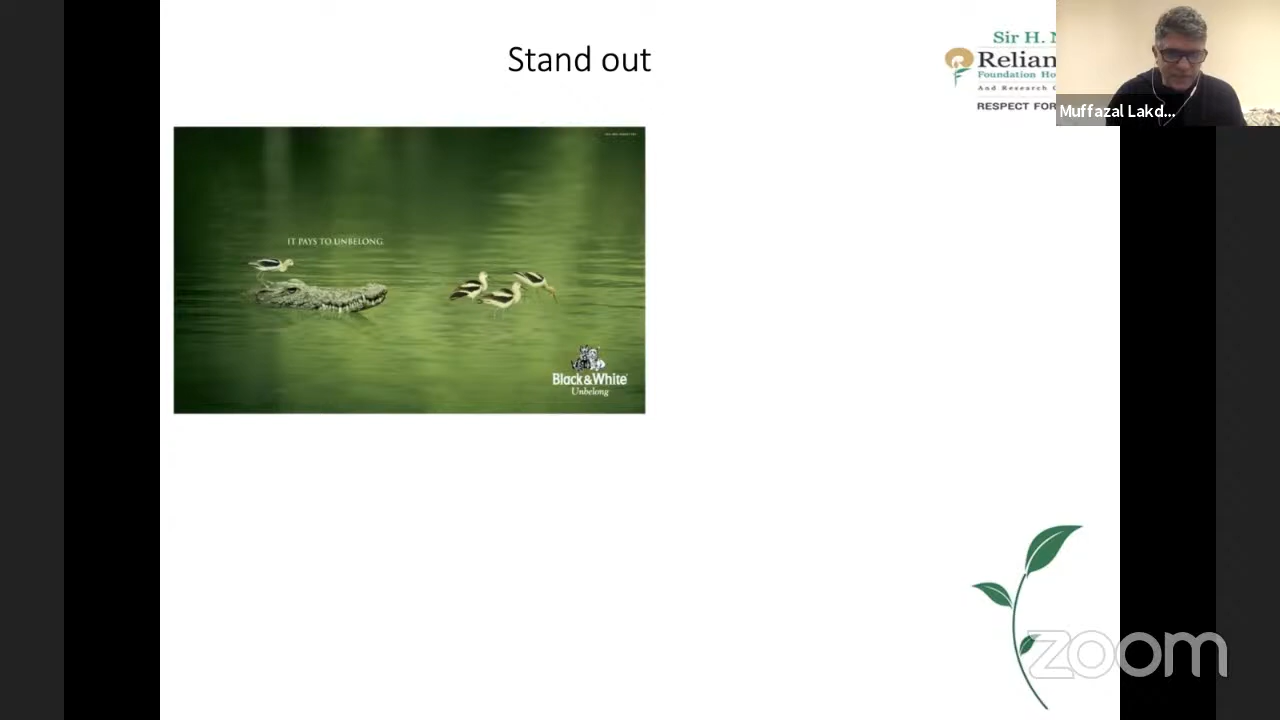 Stand out
Sir H. N
Relian
Foundation Ho
And Research
RESPECT FOR
Muffazal Lakd...
IT PAYS TO UNBELONG
Black & White
Unbelong
zoom